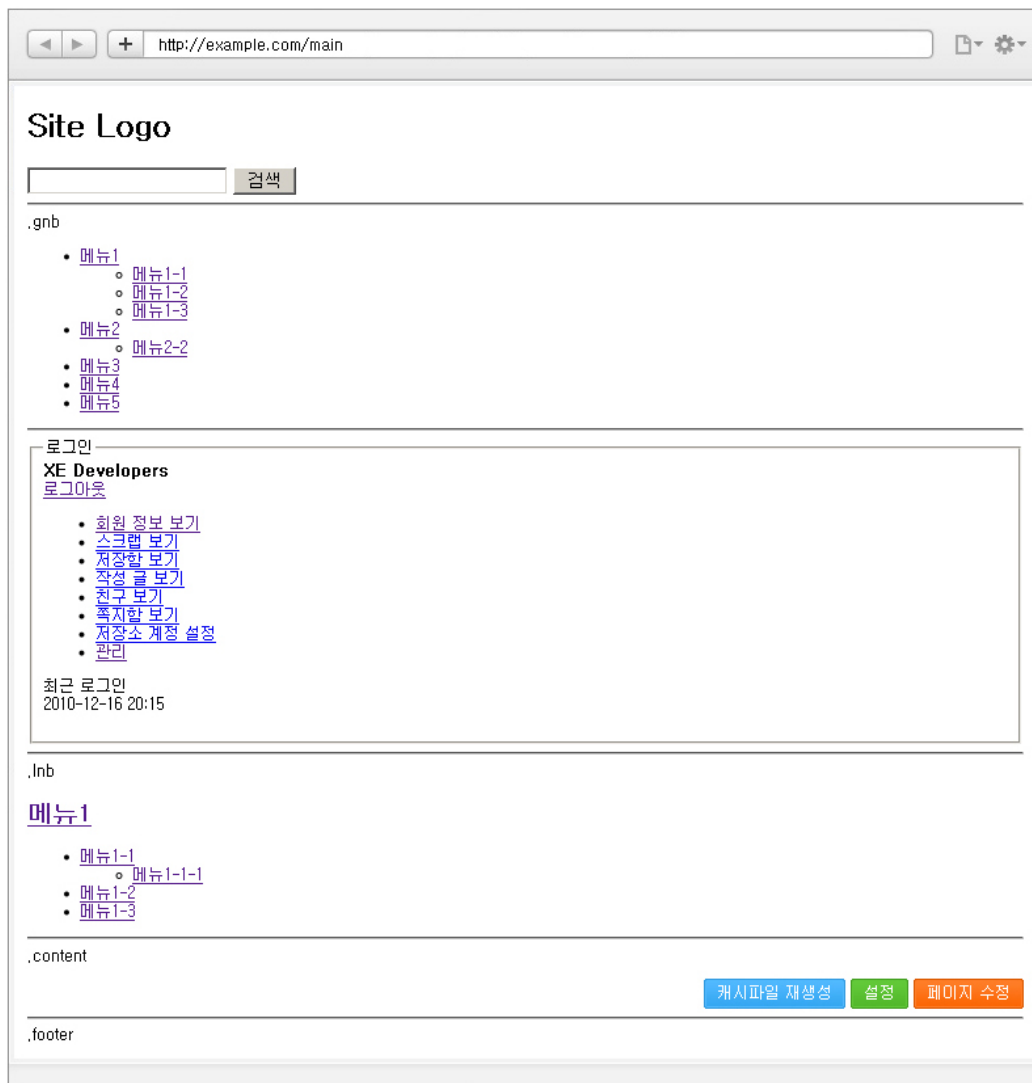 http://example.com/main
Site Logo
검색
.gnb
메뉴1
메뉴1-1
메뉴1-2
메뉴1-3
메뉴2
메뉴2-2
메뉴3
메뉴4
메뉴5
로그인
XE Developers
로그아웃
회원 정보 보기
스크랩 보기
저장함 보기
작성 글 보기
친구 보기
쪽지함 보기
저장소 계정 설정
관리
최근 로그인
2010-12-16 20:15
.lnb
메뉴1
메뉴1-1
메뉴1-1-1
메뉴1-2
메뉴1-3
.content
캐시파일 재생성 설정 페이지 수정
.footer